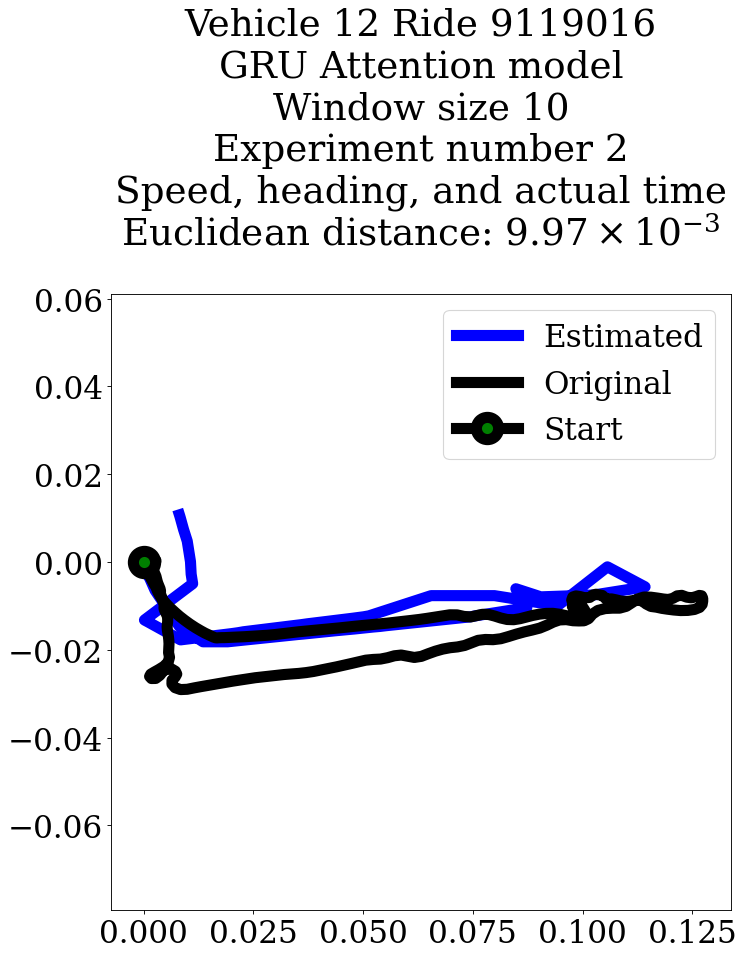 Vehicle 12 Ride 9119016
GRU Attention model
Window size 10
Experiment number 2
Speed, heading, and actual time
Euclidean distance: 9.97 × 10⁻³
Estimated
Original
Start
0.06
0.04
0.02
0.00
−0.02
−0.04
−0.06
0.000 0.025 0.050 0.075 0.100 0.125